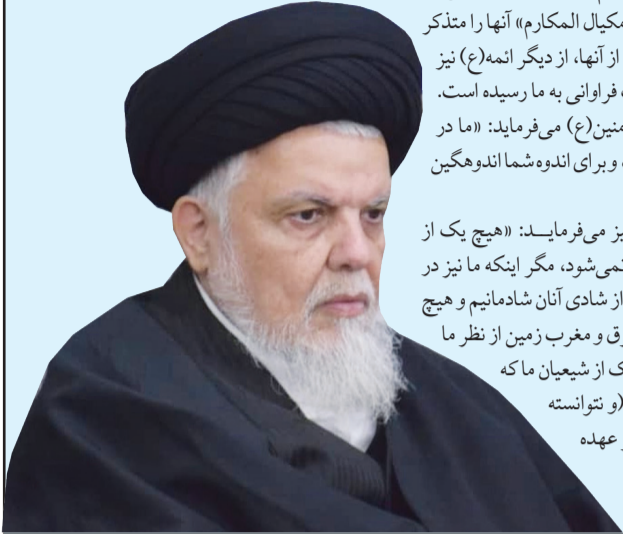 مکیال المکارم» آنها را متذکر
از آنها، از دیگر ائمه(ع) نیز
فراوانی به ما رسیده است.
منین(ع) می‌فرماید: «ما در
و برای اندوه شما اندوهگین
یز می‌فرمایــد: «هیچ یک از
نمی‌شود، مگر اینکه ما نیز در
از شادی آنان شادمانیم و هیچ
رق و مغرب زمین از نظر ما
ک از شیعیان ما که
(و نتوانسته
عهده